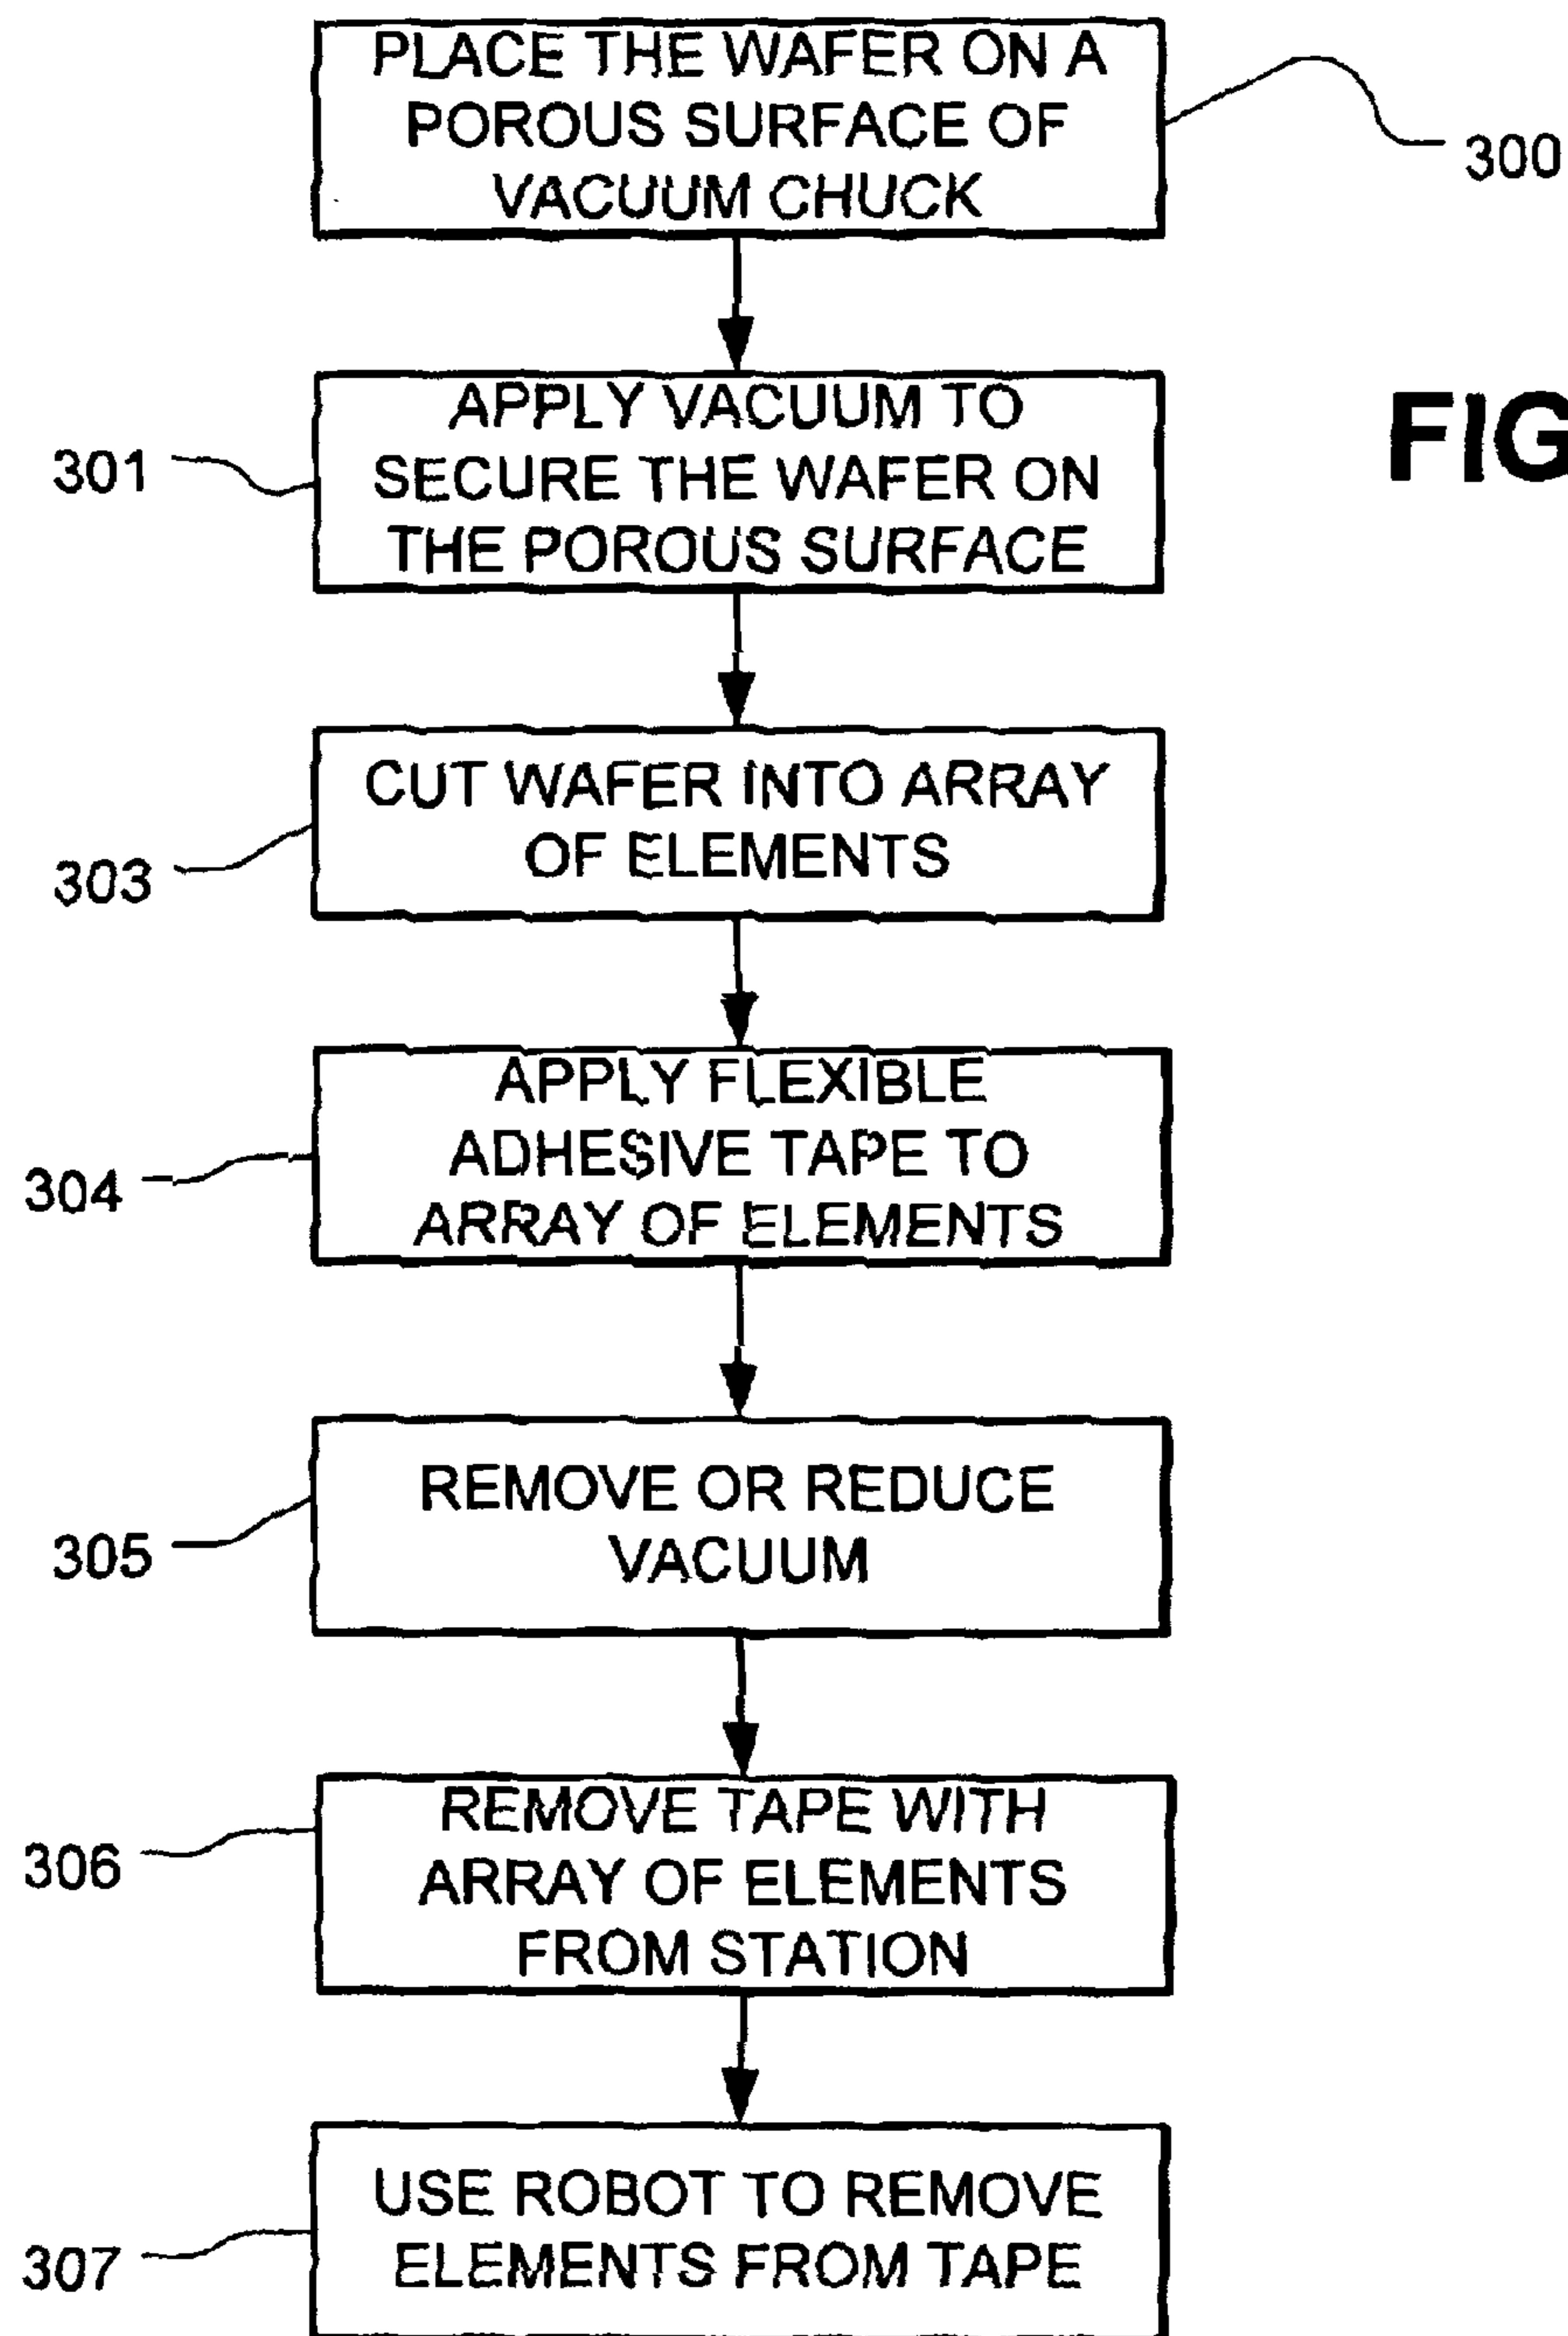 PLACE THE WAFER ON A
POROUS SURFACE OF
VACUUM CHUCK
300
APPLY VACUUM TO
SECURE THE WAFER ON
THE POROUS SURFACE
301
FIG
CUT WAFER INTO ARRAY
OF ELEMENTS
303
APPLY FLEXIBLE
ADHESIVE TAPE TO
ARRAY OF ELEMENTS
304
REMOVE OR REDUCE
VACUUM
305
REMOVE TAPE WITH
ARRAY OF ELEMENTS
FROM STATION
306
USE ROBOT TO REMOVE
ELEMENTS FROM TAPE
307